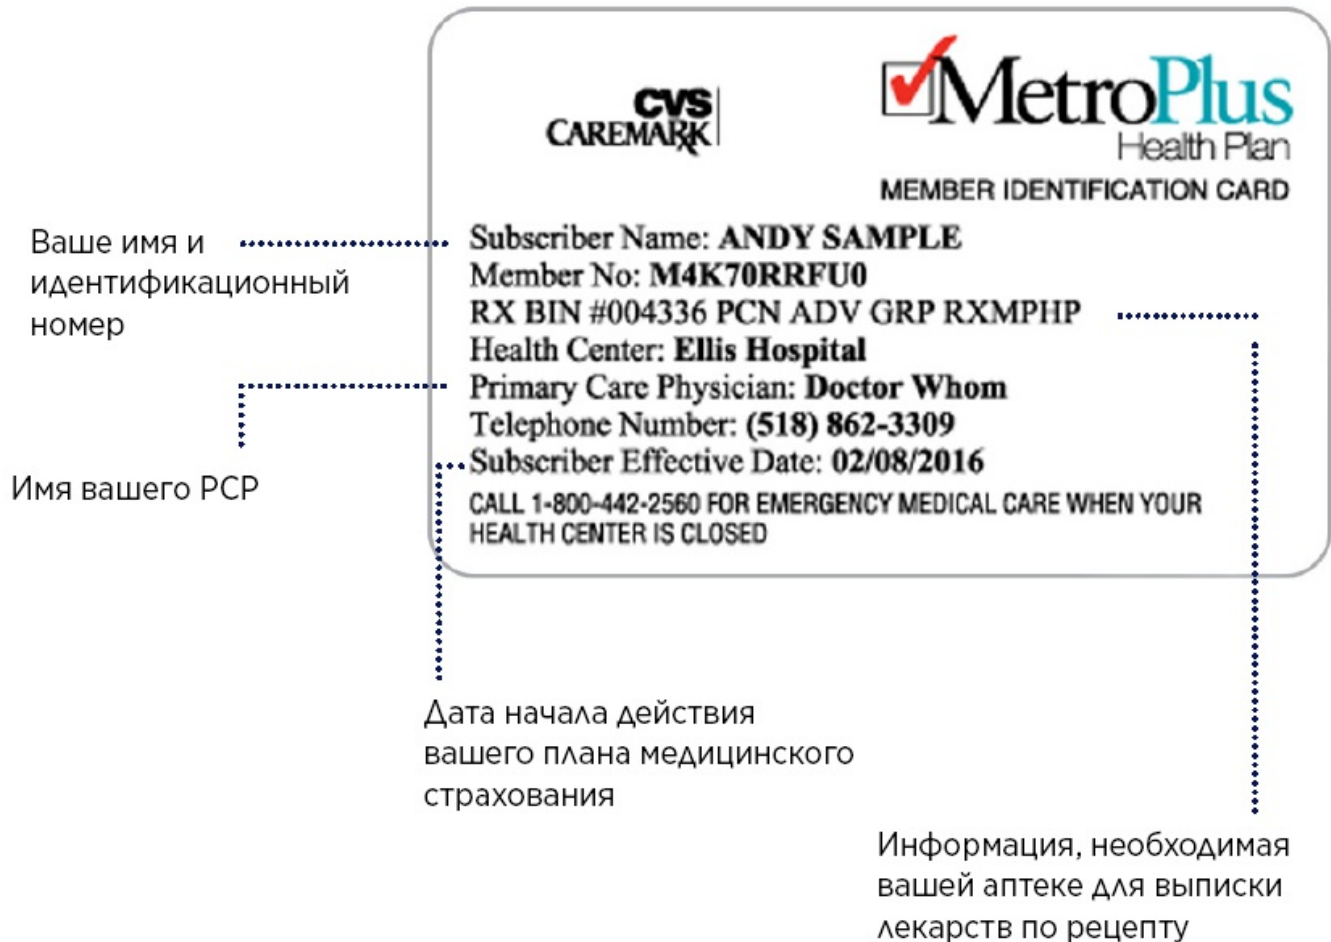 CVS
CAREMARK
MetroPlus
Health Plan
MEMBER IDENTIFICATION CARD
Ваше имя и
идентификационный
номер
Subscriber Name: ANDY SAMPLE
Member No: M4K70RRFU0
RX BIN #004336 PCN ADV GRP RXMPHP
Health Center: Ellis Hospital
Primary Care Physician: Doctor Whom
Telephone Number: (518) 862-3309
Subscriber Effective Date: 02/08/2016
CALL 1-800-442-2560 FOR EMERGENCY MEDICAL CARE WHEN YOUR
HEALTH CENTER IS CLOSED
Имя вашего PCP
Дата начала действия
вашего плана медицинского
страхования
Информация, необходимая
вашей аптеке для выписки
лекарств по рецепту